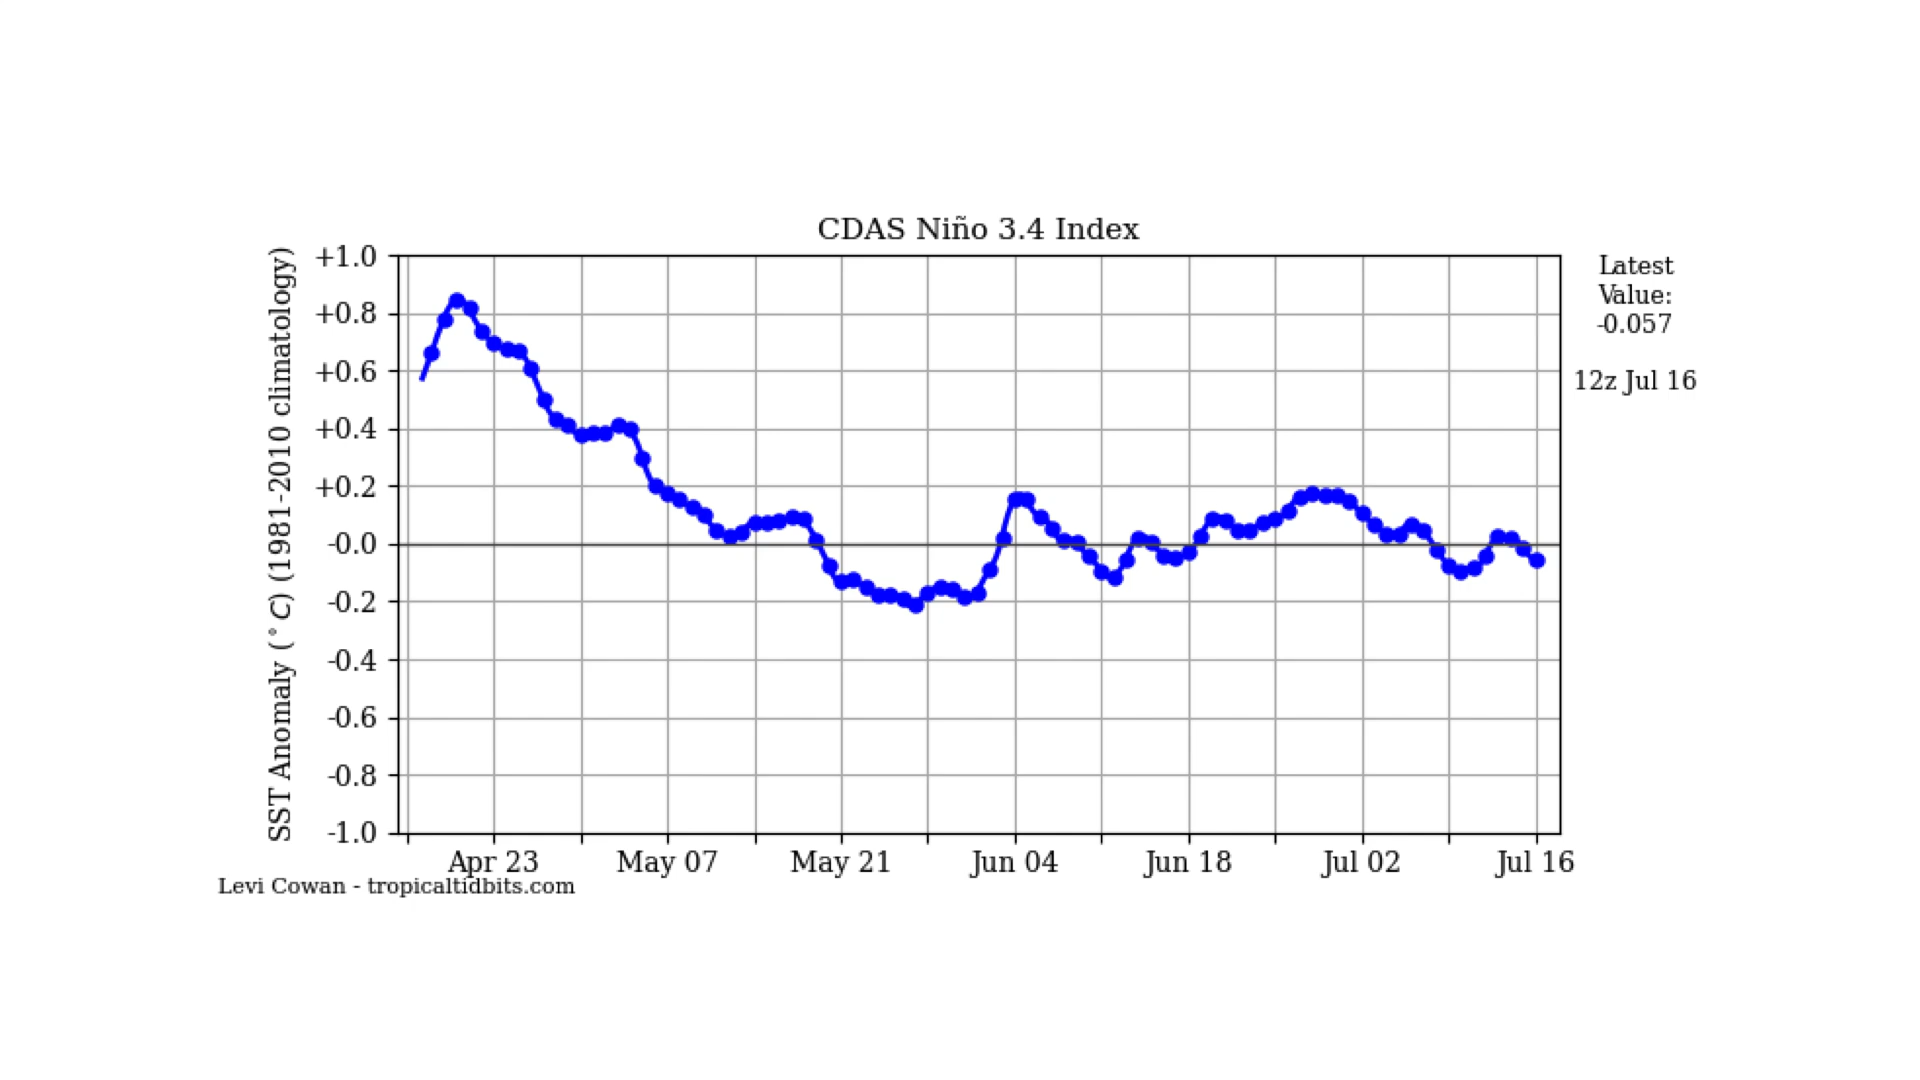 CDAS Niño 3.4 Index
SST Anomaly (°C) (1981-2010 climatology)
+1.0
+0.8
+0.6
+0.4
+0.2
-0.0
-0.2
-0.4
-0.6
-0.8
-1.0
Apr 23 May 07 May 21 Jun 04 Jun 18 Jul 02 Jul 16
Latest
Value:
-0.057
12z Jul 16
Levi Cowan - tropicaltidbits.com